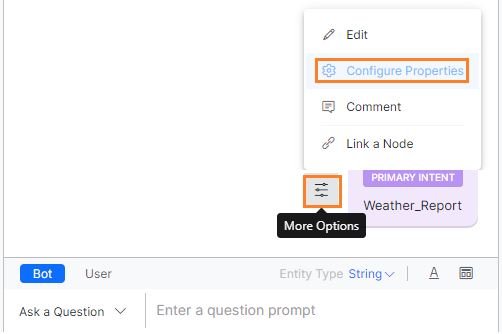 Edit
Configure Properties
Comment
Link a Node
PRIMARY INTENT
Weather_Report
More Options
Bot
User
Entity Type String
A
Ask a Question
Enter a question prompt